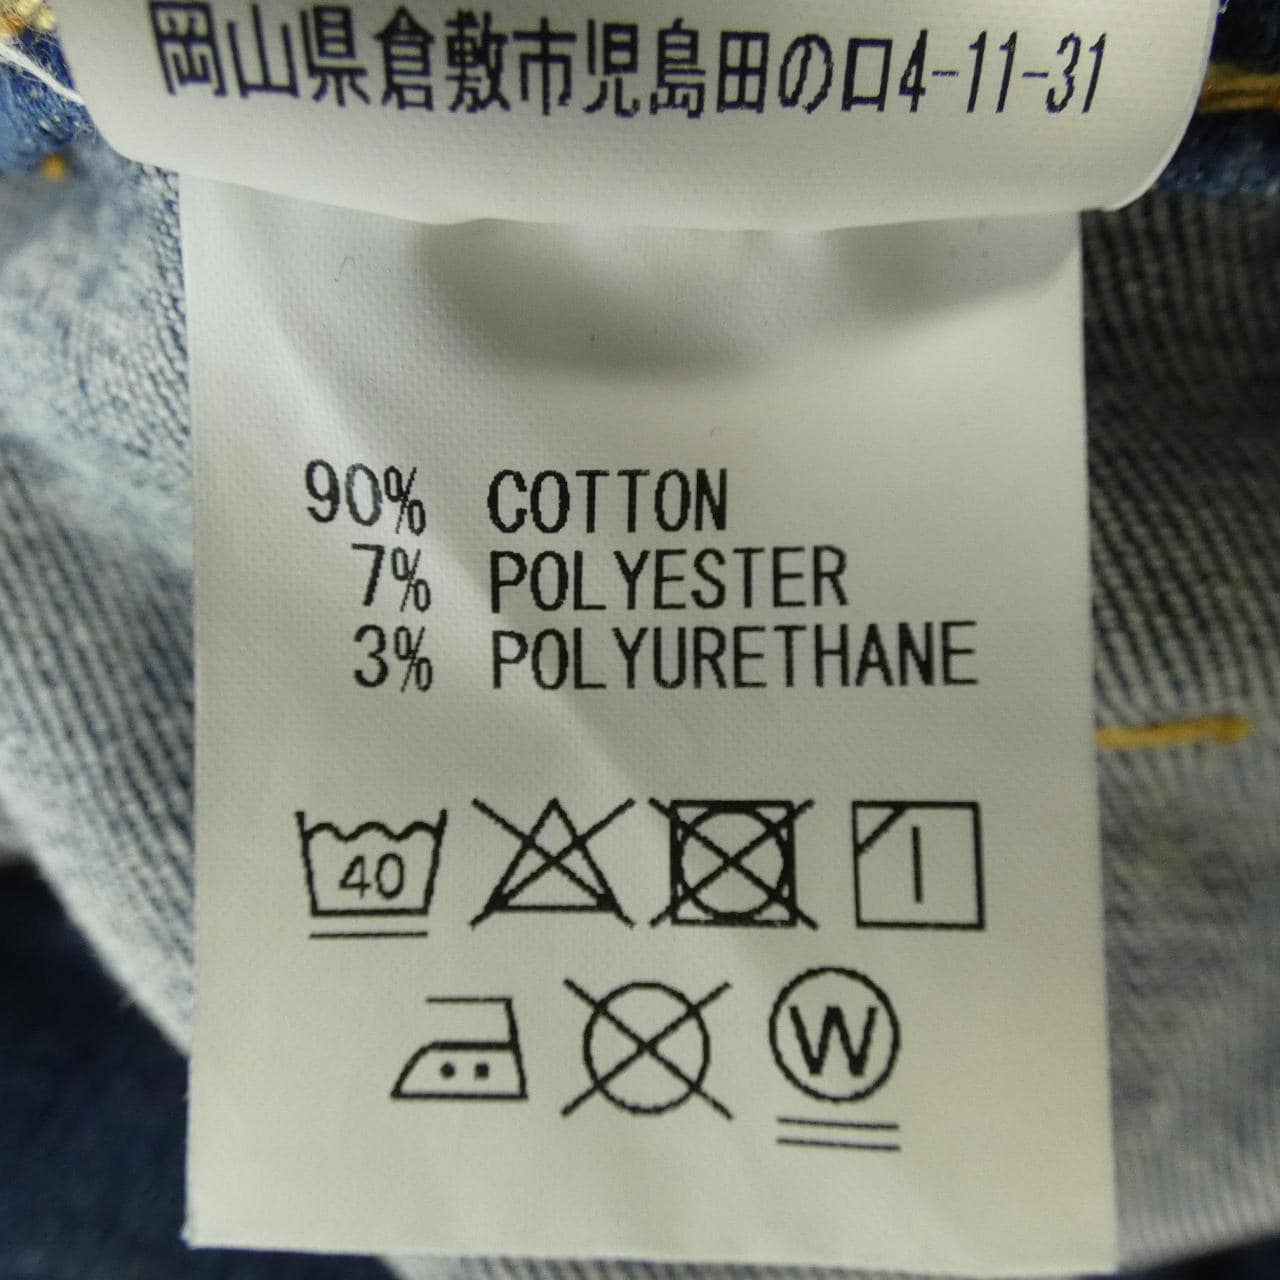 岡山県倉敷市児島田の口4-11-31
90% COTTON
7% POLYESTER
3% POLYURETHANE
40
W